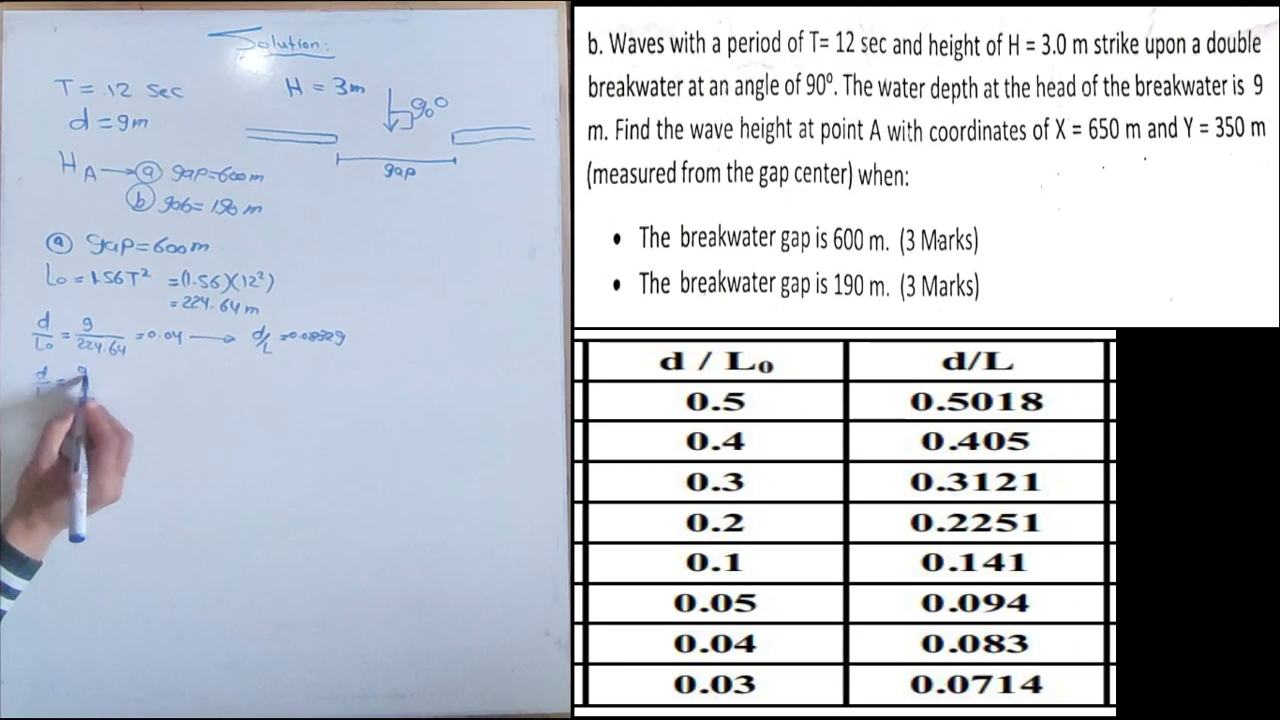 Solution:
T = 12 sec
H = 3m
90°
d = 9m
gap
HA → ⓐ gap=600m
ⓑ gab= 190 m
ⓐ gap=600m
Lo = 1.56T² = (1.56)(12²)
= 224.64 m
d/Lo = 9/224.64 = 0.04 → d/L = 0.08329
d = 9
b. Waves with a period of T= 12 sec and height of H = 3.0 m strike upon a double
breakwater at an angle of 90°. The water depth at the head of the breakwater is 9
m. Find the wave height at point A with coordinates of X = 650 m and Y = 350 m
(measured from the gap center) when:
• The breakwater gap is 600 m. (3 Marks)
• The breakwater gap is 190 m. (3 Marks)
d / L₀ d/L
0.5 0.5018
0.4 0.405
0.3 0.3121
0.2 0.2251
0.1 0.141
0.05 0.094
0.04 0.083
0.03 0.0714